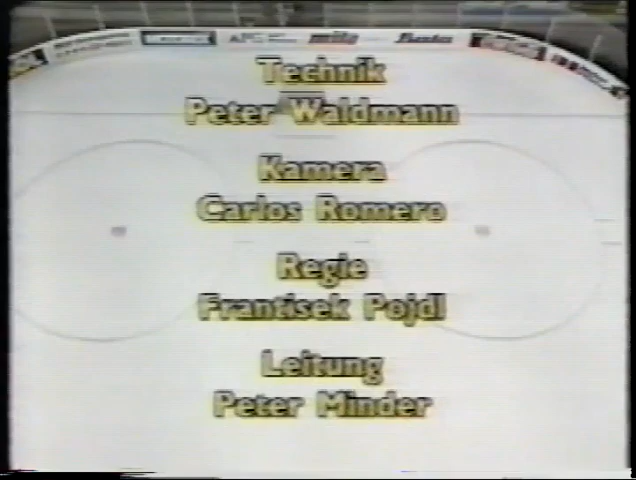 Technik
Peter Waldmann
Kamera
Carlos Romero
Regie
Frantisek Pojdl
Leitung
Peter Minder